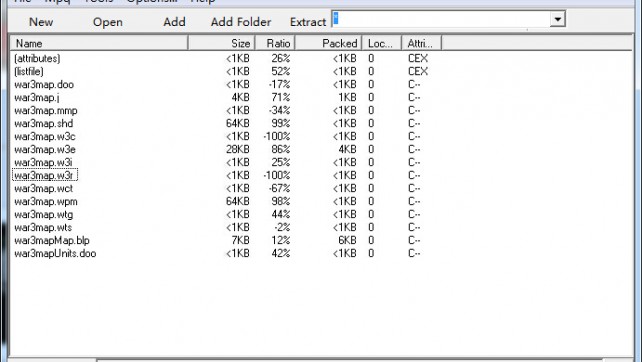 File Mpq Tools Options... Help
New Open Add Add Folder Extract *
Name Size Ratio Packed Loc... Attri...
(attributes) <1KB 26% <1KB 0 CEX
(listfile) <1KB 52% <1KB 0 CEX
war3map.doo <1KB -17% <1KB 0 C--
war3map.j 4KB 71% 1KB 0 C--
war3map.mmp <1KB -34% <1KB 0 C--
war3map.shd 64KB 99% <1KB 0 C--
war3map.w3c <1KB -100% <1KB 0 C--
war3map.w3e 28KB 86% 4KB 0 C--
war3map.w3i <1KB 25% <1KB 0 C--
war3map.w3r <1KB -100% <1KB 0 C--
war3map.wct <1KB -67% <1KB 0 C--
war3map.wpm 64KB 98% <1KB 0 C--
war3map.wtg <1KB 44% <1KB 0 C--
war3map.wts <1KB -2% <1KB 0 C--
war3mapMap.blp 7KB 12% 6KB 0 C--
war3mapUnits.doo <1KB 42% <1KB 0 C--